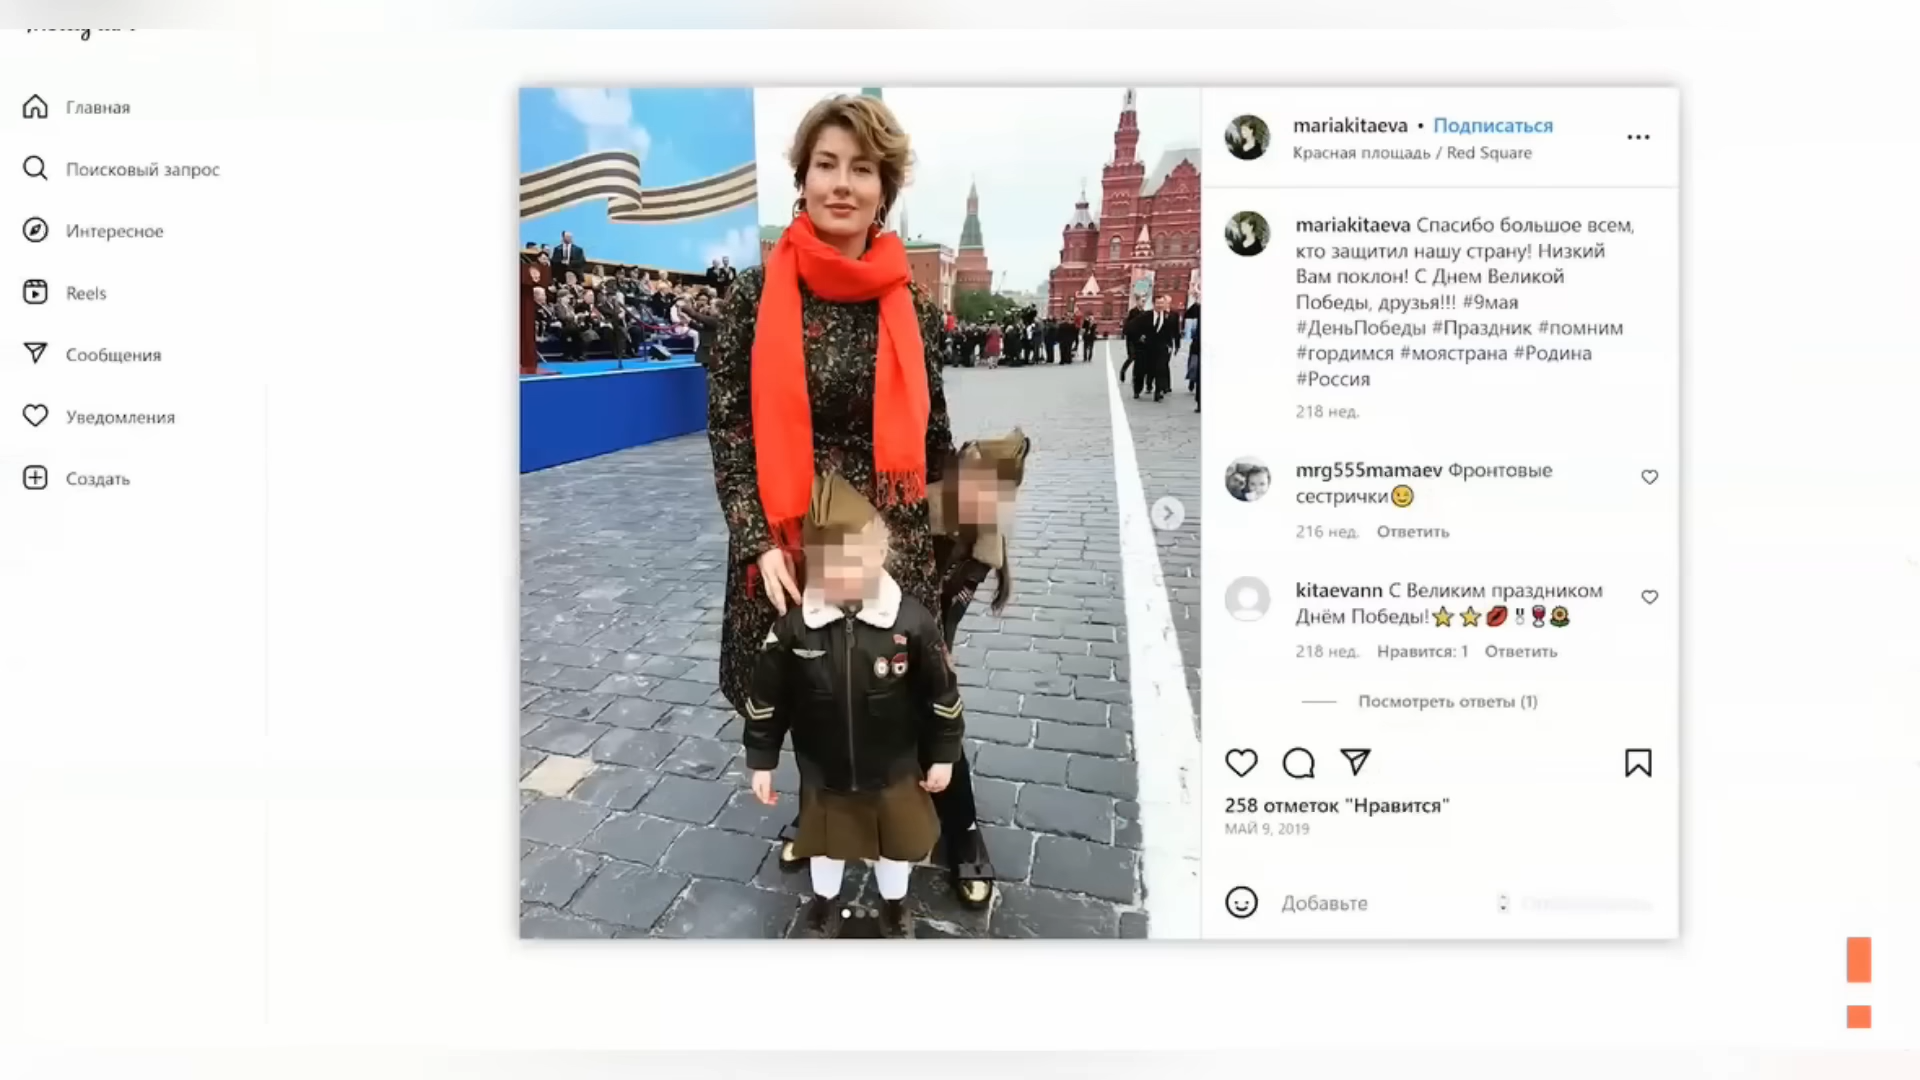 Главная
Поисковый запрос
Интересное
Reels
Сообщения
Уведомления
Создать
mariakitaeva • Подписаться
Красная площадь / Red Square
mariakitaeva Спасибо большое всем,
кто защитил нашу страну! Низкий
Вам поклон! С Днем Великой
Победы, друзья!!! #9мая
#ДеньПобеды #Праздник #помним
#гордимся #моястрана #Родина
#Россия
218 нед.
mrg555mamaev Фронтовые
сестрички😉
216 нед. Ответить
kitaevann С Великим праздником
Днём Победы!⭐⭐💋🎖🍷🌻
218 нед. Нравится: 1 Ответить
Посмотреть ответы (1)
258 отметок "Нравится"
МАЙ 9, 2019
Добавьте